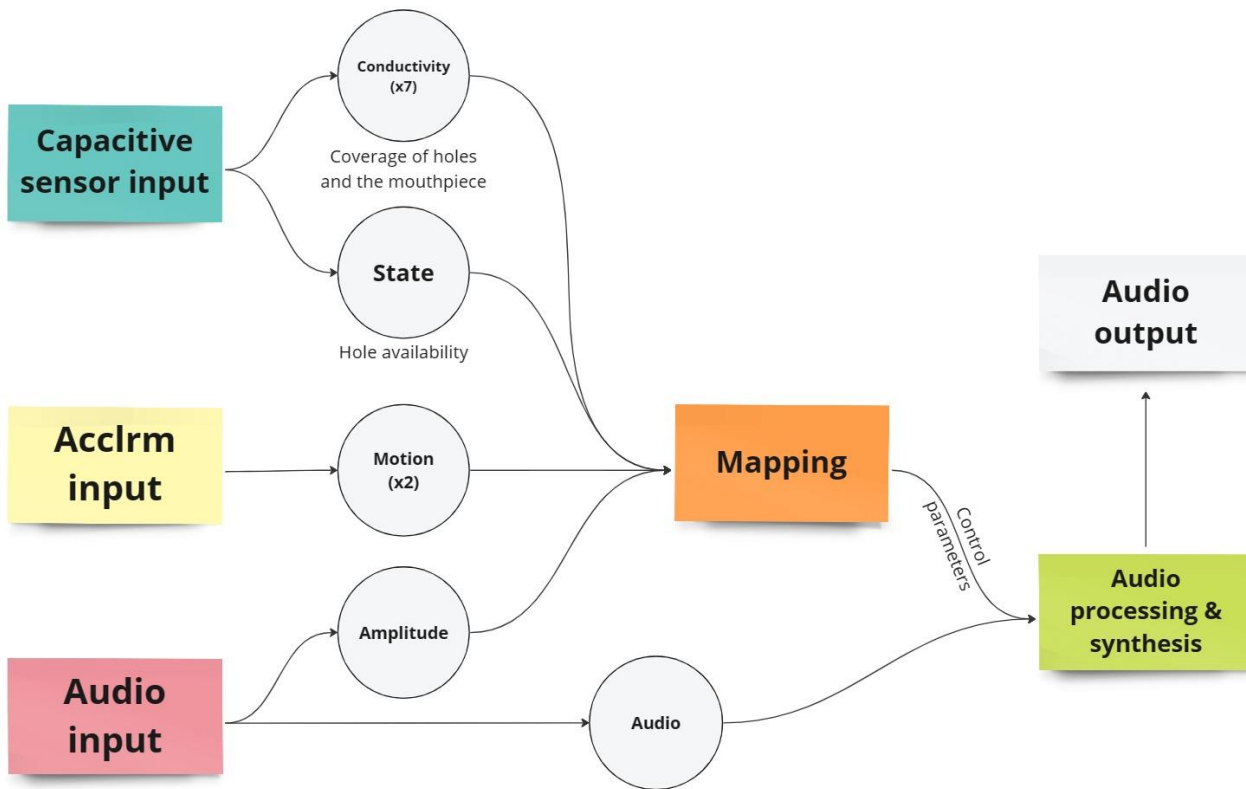 Capacitive
sensor input
Conductivity
(x7)
Coverage of holes
and the mouthpiece
State
Hole availability
Acclrm
input
Motion
(x2)
Audio
input
Amplitude
Audio
Mapping
Control
parameters
Audio
processing &
synthesis
Audio
output